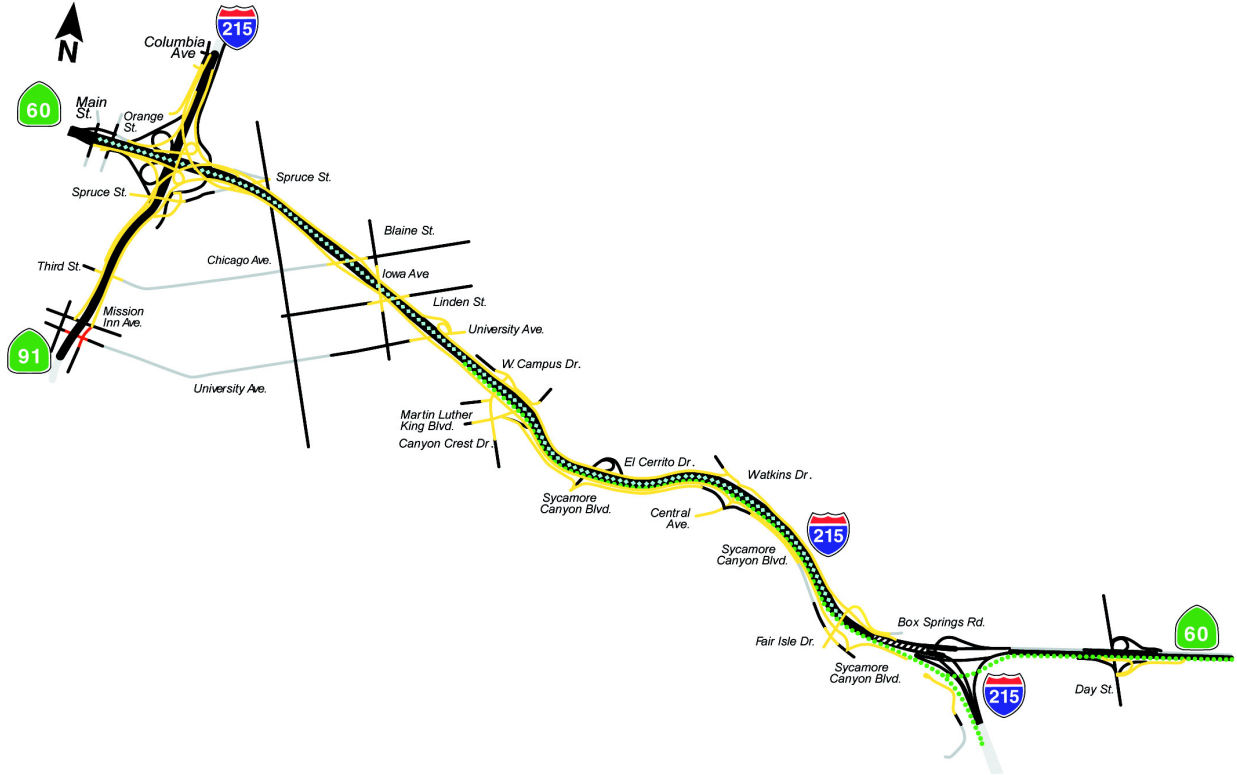 215
Columbia
Ave
N
60
Main
St.
Orange
St.
Spruce St.
Spruce St.
Blaine St.
Chicago Ave.
Third St.
Iowa Ave
Linden St.
Mission
Inn Ave.
University Ave.
91
W. Campus Dr.
University Ave.
Martin Luther
King Blvd.
Canyon Crest Dr.
El Cerrito Dr.
Watkins Dr.
Sycamore
Canyon Blvd.
Central
Ave.
215
Sycamore
Canyon Blvd.
Box Springs Rd.
60
Fair Isle Dr.
Sycamore
Canyon Blvd.
215
Day St.